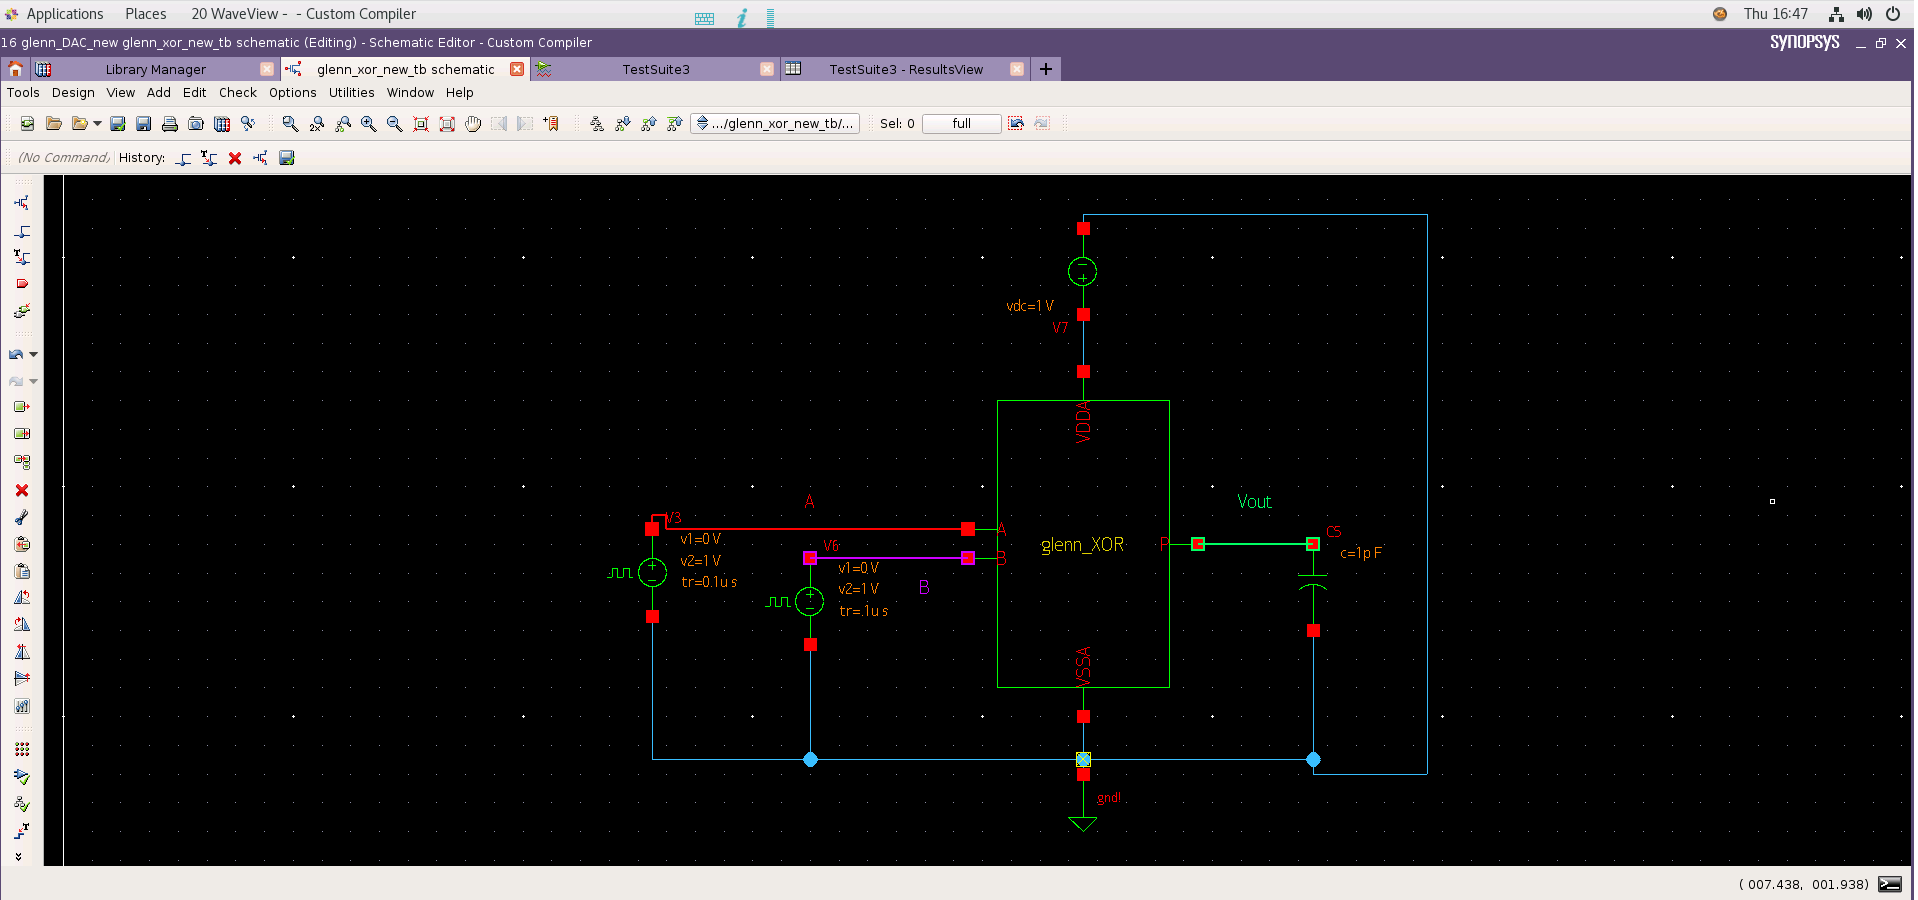 Applications Places 20 WaveView - - Custom Compiler
Thu 16:47
16 glenn_DAC_new glenn_xor_new_tb schematic (Editing) - Schematic Editor - Custom Compiler
SYNOPSYS
Library Manager
glenn_xor_new_tb schematic
TestSuite3
TestSuite3 - ResultsView
Tools Design View Add Edit Check Options Utilities Window Help
.../glenn_xor_new_tb/...
Sel: 0
full
(No Command)
History:
vdc=1 V
V7
VDDA
A
Vout
V3
v1=0 V
v2=1 V
tr=0.1u s
V6
v1=0 V
v2=1 V
tr=.1u s
B
A
B
glenn_XOR
P
C5
c=1p F
VSSA
gnd!
( 007.438, 001.938)